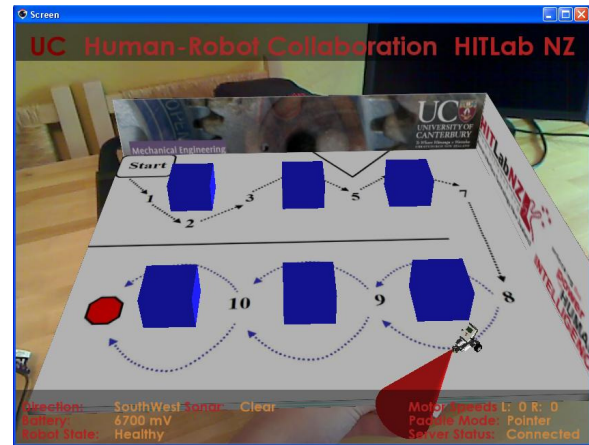 Screen
UC Human-Robot Collaboration HITLab NZ
UC
UNIVERSITY OF
CANTERBURY
Mechanical Engineering
HITLabNZ
Start
1
2
3
5
7
8
9
10
HUMAN
INTELLIGENCE
Direction: SouthWest Sonar: Clear
Battery: 6700 mV
Robot State: Healthy
Motor Speeds L: 0 R: 0
Paddle Mode: Pointer
Server Status: Connected